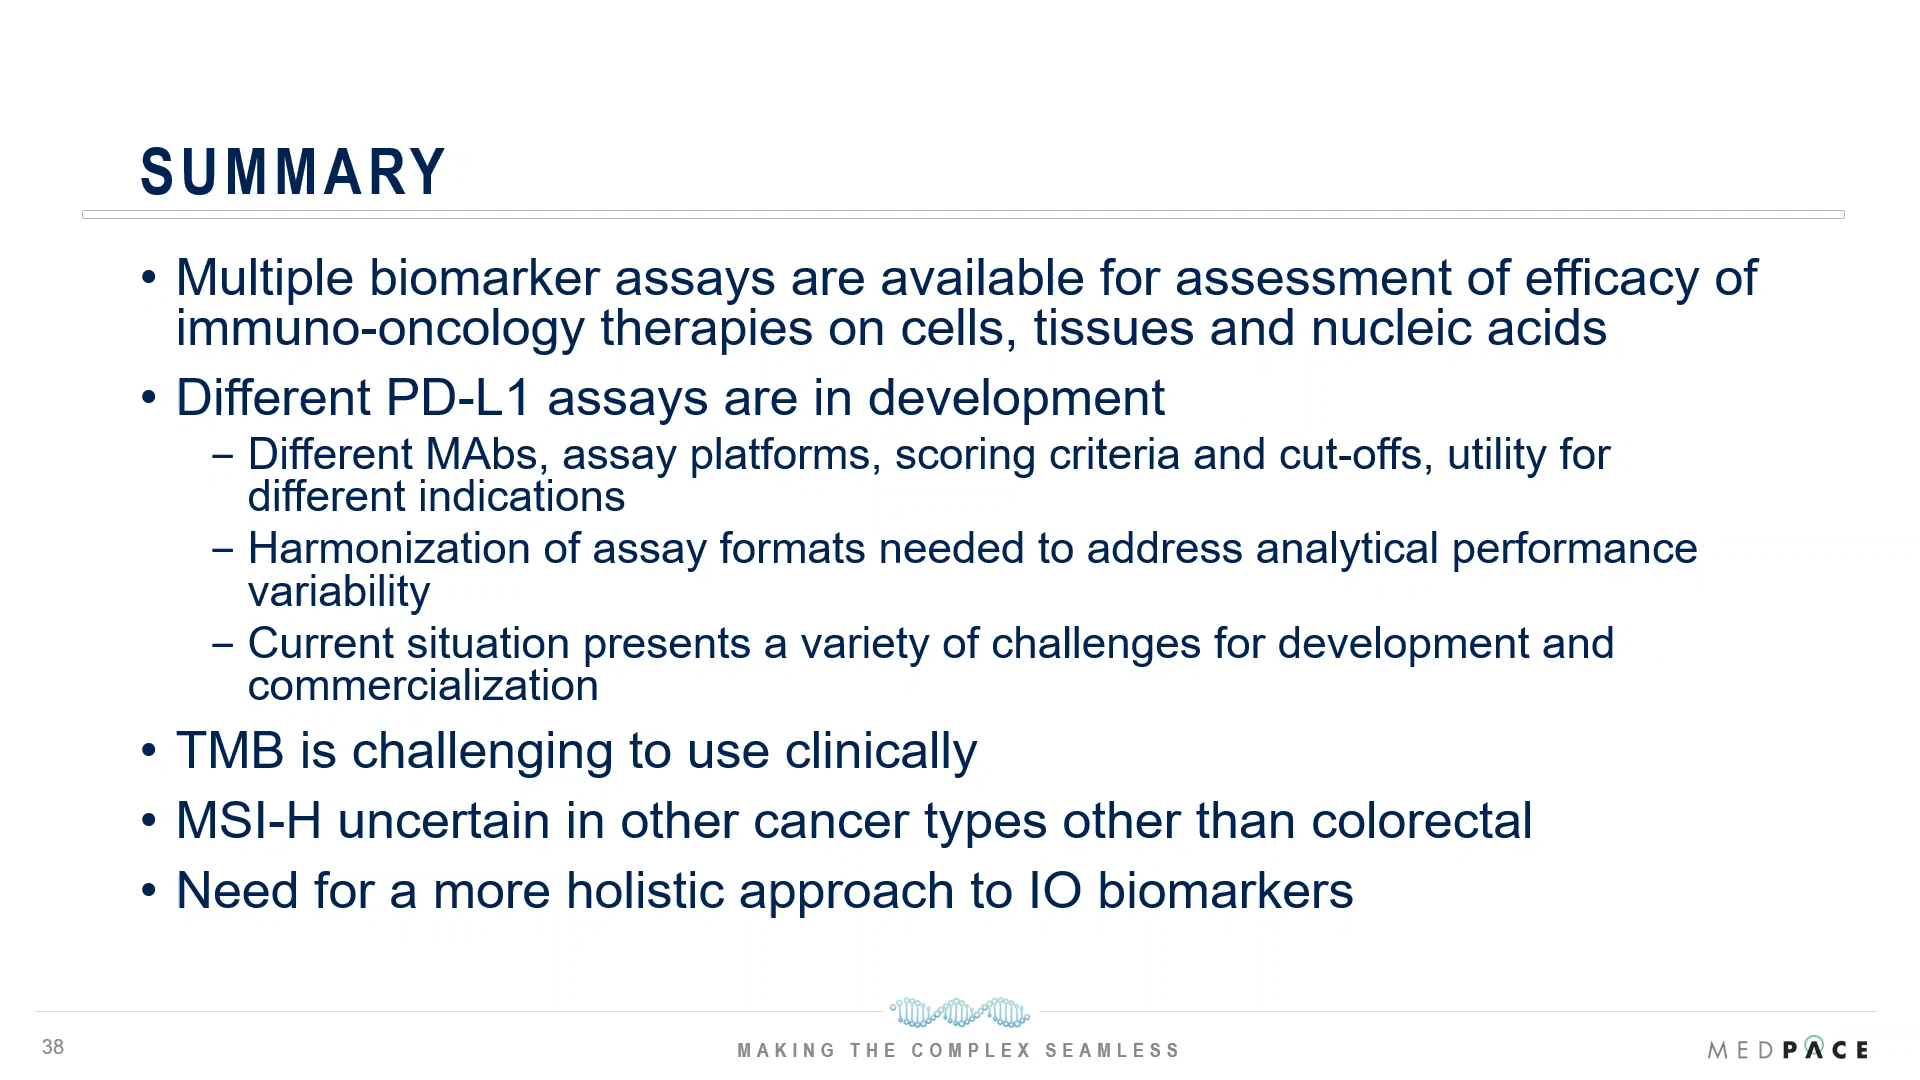 SUMMARY
• Multiple biomarker assays are available for assessment of efficacy of
immuno-oncology therapies on cells, tissues and nucleic acids
• Different PD-L1 assays are in development
– Different MAbs, assay platforms, scoring criteria and cut-offs, utility for
different indications
– Harmonization of assay formats needed to address analytical performance
variability
– Current situation presents a variety of challenges for development and
commercialization
• TMB is challenging to use clinically
• MSI-H uncertain in other cancer types other than colorectal
• Need for a more holistic approach to IO biomarkers
38
MAKING THE COMPLEX SEAMLESS
MEDPACE